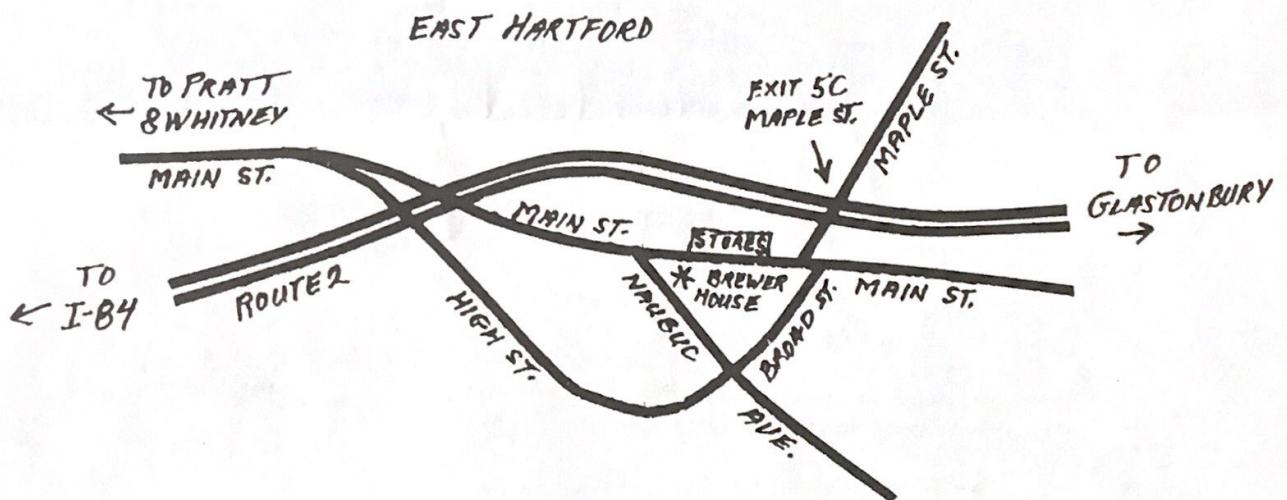 EAST HARTFORD
TO PRATT
← & WHITNEY
EXIT 5C
MAPLE ST.
MAPLE ST.
MAIN ST.
TO
GLASTONBURY
→
MAIN ST.
STORES
TO
← I-84
ROUTE 2
HIGH ST.
NAUBUC
* BREWER
HOUSE
BROAD ST.
MAIN ST.
AVE.